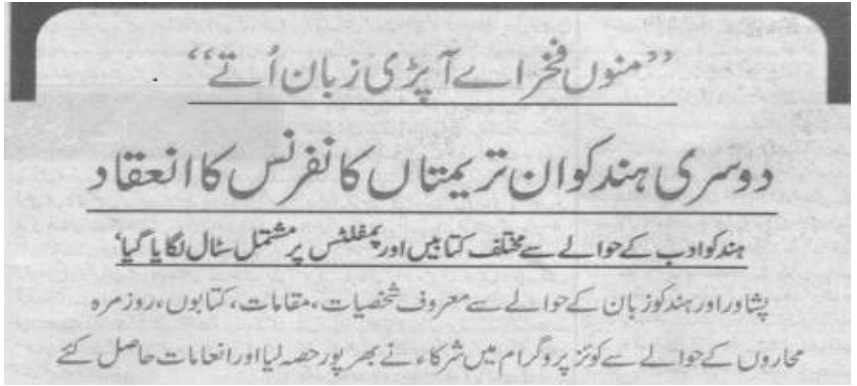 ”منوں فخر اے آپڑی زبان اُتے“
دوسری ہندکوان تریمتاں کانفرنس کا انعقاد
ہندکو ادب کے حوالے سے مختلف کتابیں اور پمفلٹس پر مشتمل سٹال لگایا گیا‘
پشاور اور ہندکو زبان کے حوالے سے معروف شخصیات، مقامات، کتابوں، روزمرہ
محاروں کے حوالے سے کوئز پروگرام میں شرکاء نے بھرپور حصہ لیا اور انعامات حاصل کئے